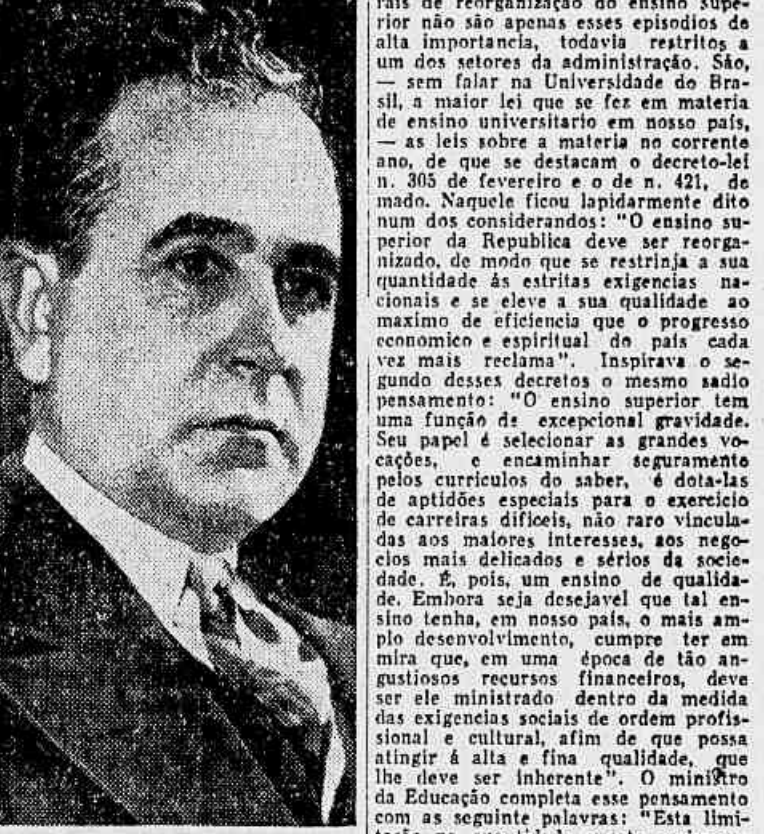 rais de reorganização do ensino supe-
rior não são apenas esses episodios de
alta importancia, todavia restritos a
um dos setores da administração. São,
— sem falar na Universidade do Bra-
sil, a maior lei que se fez em materia
de ensino universitario em nosso país,
— as leis sobre a materia no corrente
ano, de que se destacam o decreto-lei
n. 305 de fevereiro e o de n. 421, de
mado. Naquele ficou lapidarmente dito
num dos considerandos: "O ensino su-
perior da Republica deve ser reorga-
nizado, de modo que se restrinja a sua
quantidade ás estritas exigencias na-
cionais e se eleve a sua qualidade ao
maximo de eficiencia que o progresso
economico e espiritual do país cada
vez mais reclama". Inspirava o se-
gundo desses decretos o mesmo sadio
pensamento: "O ensino superior tem
uma função de excepcional gravidade.
Seu papel é selecionar as grandes vo-
cações, e encaminhar seguramente
pelos curriculos do saber, é dota-las
de aptidões especiais para o exercicio
de carreiras dificeis, não raro vincula-
das aos maiores interesses, aos nego-
cios mais delicados e sérios da socie-
dade. É, pois, um ensino de qualida-
de. Embora seja desejavel que tal en-
sino tenha, em nosso país, o mais am-
plo desenvolvimento, cumpre ter em
mira que, em uma época de tão an-
gustiosos recursos financeiros, deve
ser ele ministrado dentro da medida
das exigencias sociais de ordem profis-
sional e cultural, afim de que possa
atingir á alta e fina qualidade, que
lhe deve ser inherente". O ministro
da Educação completa esse pensamento
com as seguinte palavras: "Esta limi-